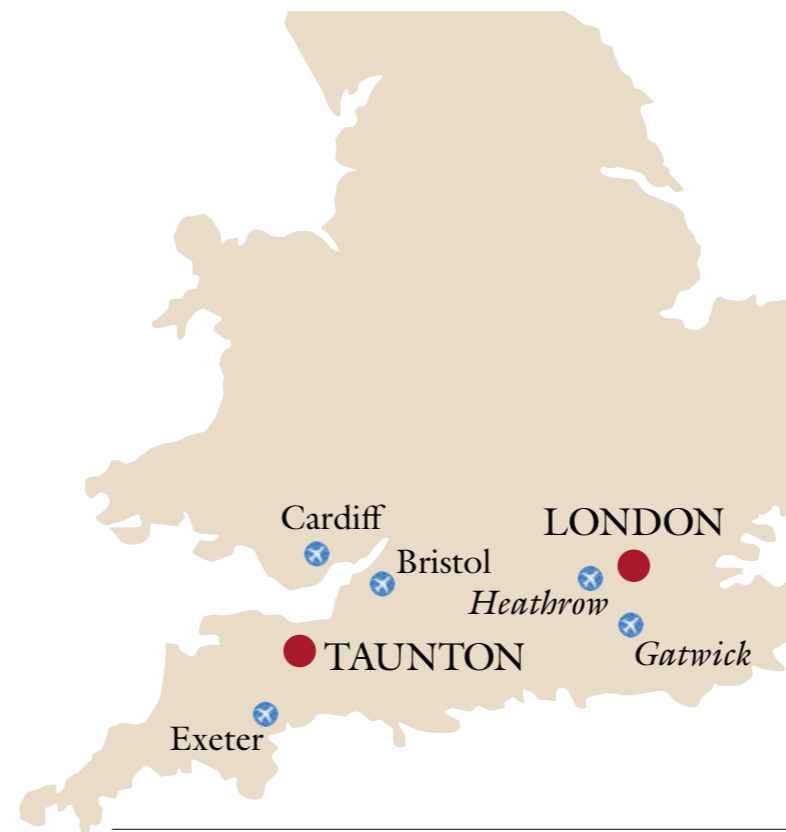 Cardiff
LONDON
Bristol
Heathrow
TAUNTON
Gatwick
Exeter